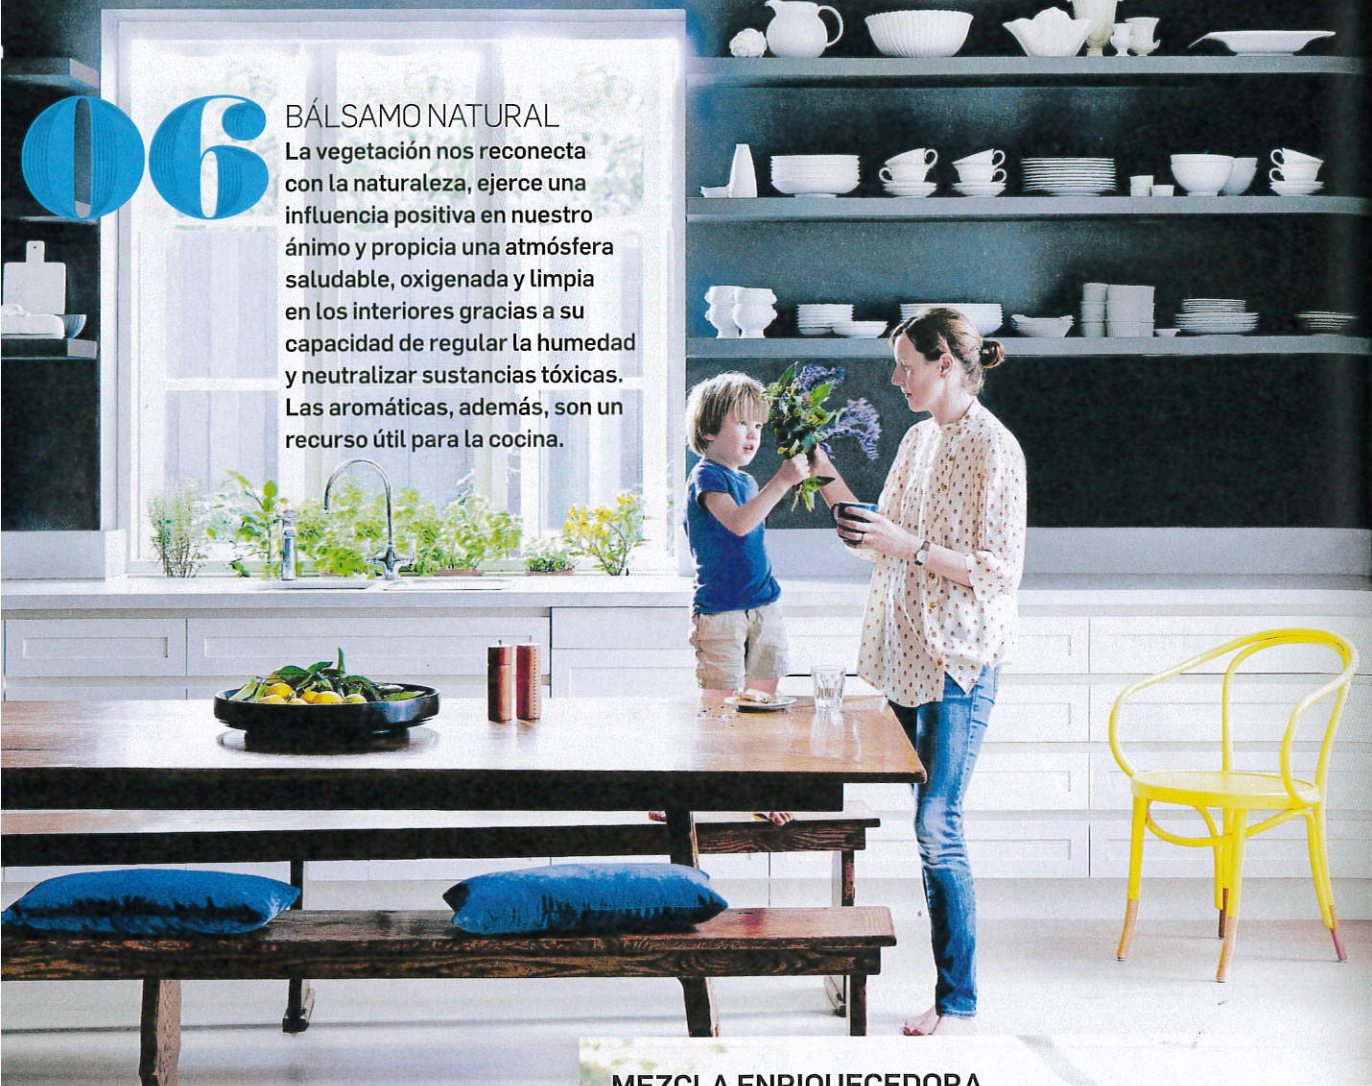 06
BÁLSAMO NATURAL
La vegetación nos reconecta
con la naturaleza, ejerce una
influencia positiva en nuestro
ánimo y propicia una atmósfera
saludable, oxigenada y limpia
en los interiores gracias a su
capacidad de regular la humedad
y neutralizar sustancias tóxicas.
Las aromáticas, además, son un
recurso útil para la cocina.
MEZCLA ENRIQUECEDORA